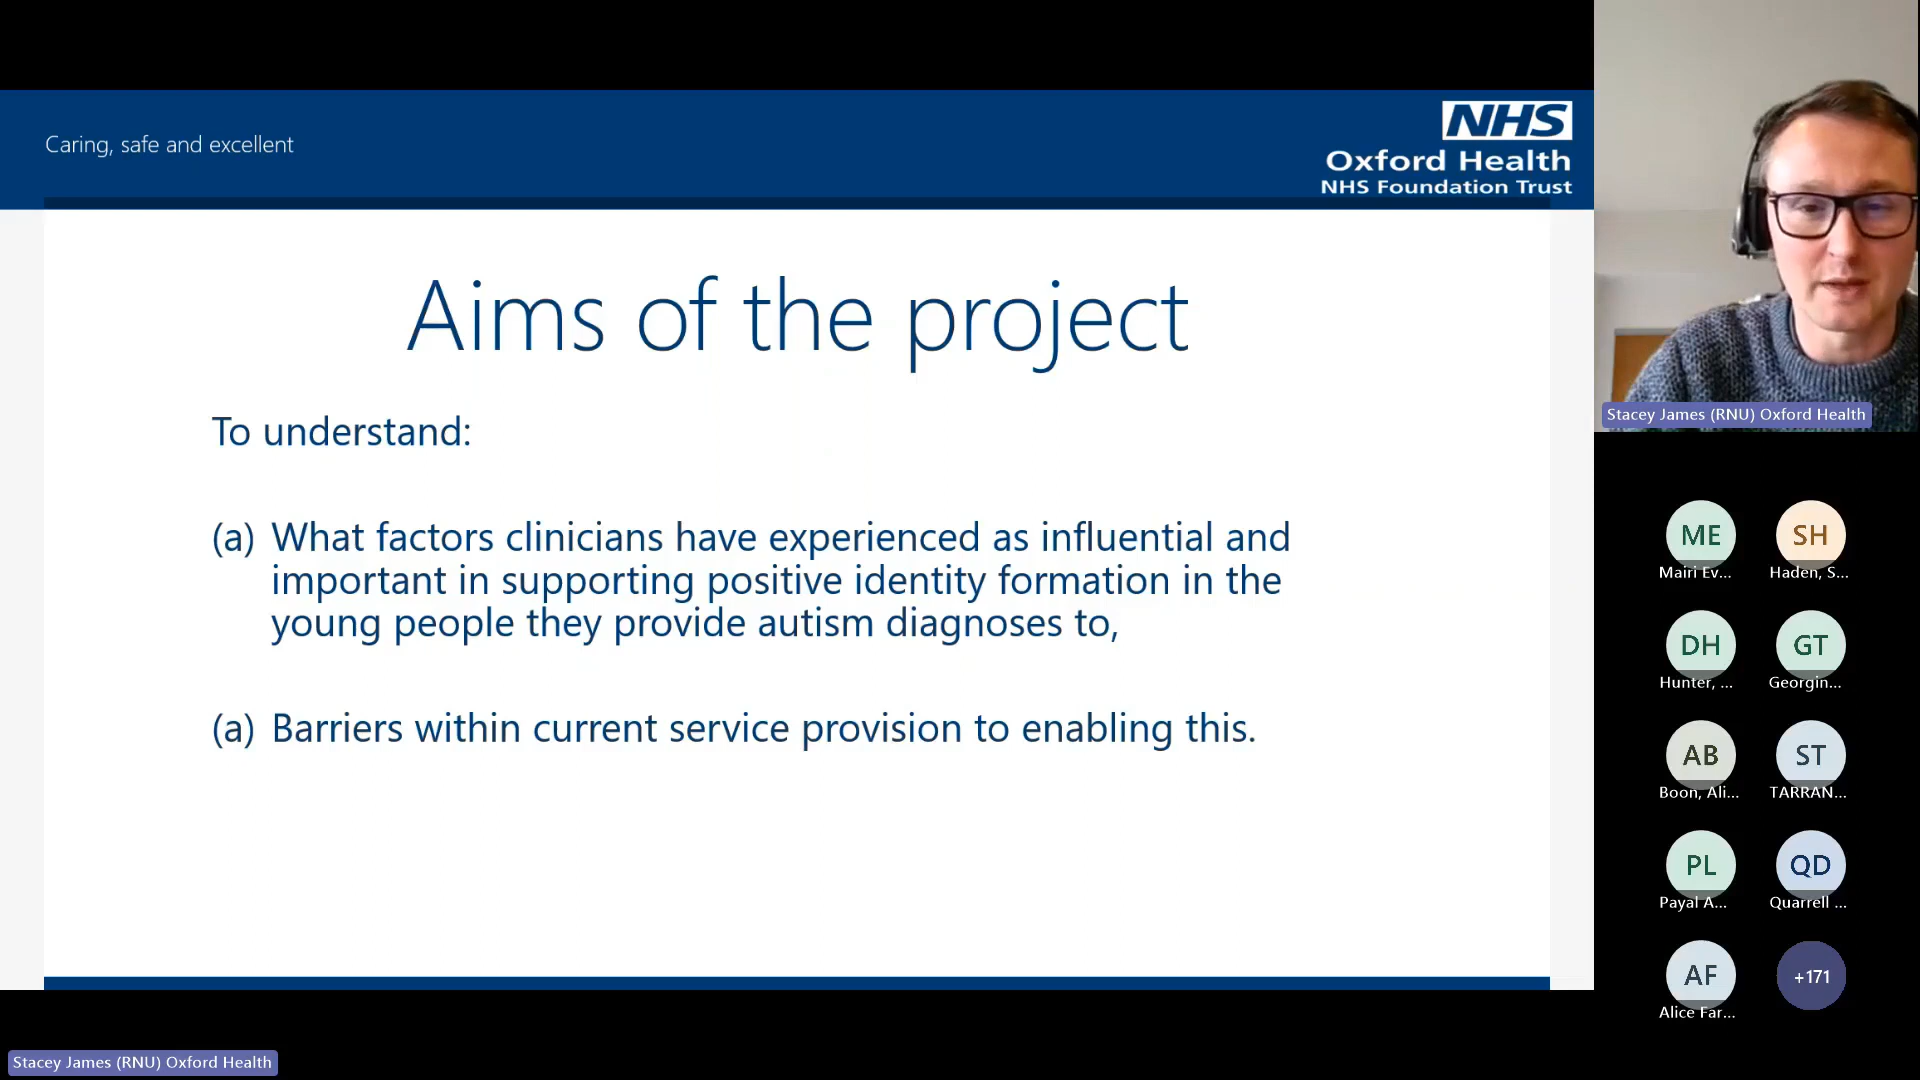 Caring, safe and excellent
NHS
Oxford Health
NHS Foundation Trust
Aims of the project
To understand:
(a) What factors clinicians have experienced as influential and
important in supporting positive identity formation in the
young people they provide autism diagnoses to,
(a) Barriers within current service provision to enabling this.
Stacey James (RNU) Oxford Health
ME
SH
Mairi Ev...
Haden, S...
DH
GT
Hunter, ...
Georgin...
AB
ST
Boon, Ali...
TARRAN...
PL
QD
Payal A...
Quarrell ...
AF
+171
Alice Far...
Stacey James (RNU) Oxford Health